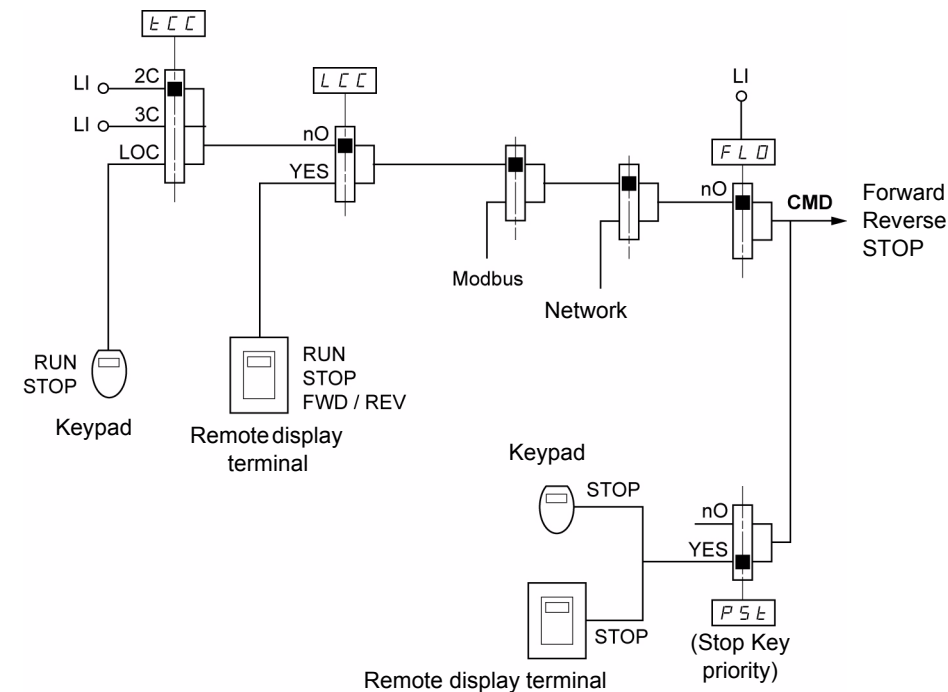 tCC
LI
2C
LI
3C
LOC
LCC
nO
YES
LI
FLO
nO
CMD
Forward
Reverse
STOP
Modbus
Network
RUN
STOP
Keypad
RUN
STOP
FWD / REV
Remote display
terminal
Keypad
STOP
nO
YES
PSt
STOP
(Stop Key
priority)
Remote display terminal